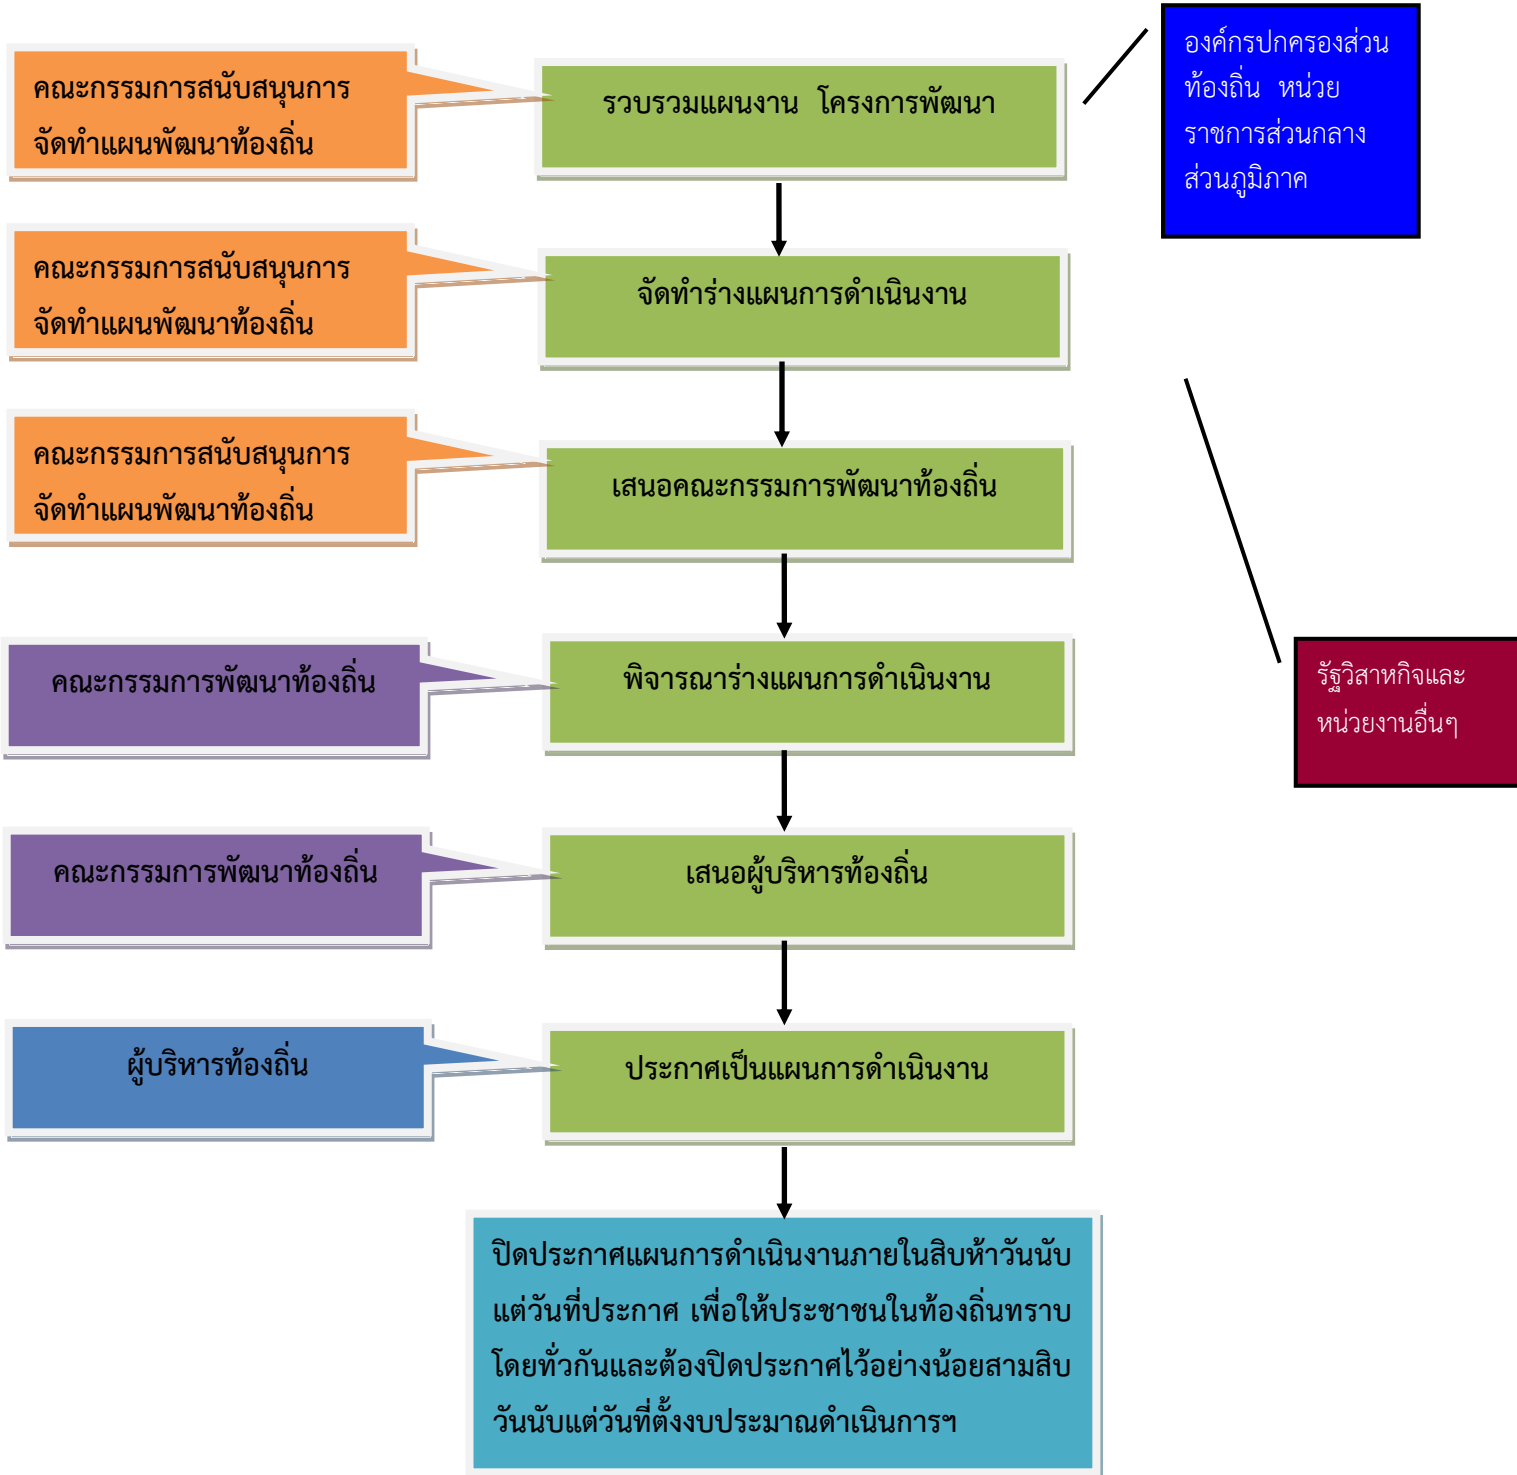 คณะกรรมการสนับสนุนการ
จัดทำแผนพัฒนาท้องถิ่น
รวบรวมแผนงาน โครงการพัฒนา
องค์กรปกครองส่วน
ท้องถิ่น หน่วย
ราชการส่วนกลาง
ส่วนภูมิภาค
คณะกรรมการสนับสนุนการ
จัดทำแผนพัฒนาท้องถิ่น
จัดทำร่างแผนการดำเนินงาน
คณะกรรมการสนับสนุนการ
จัดทำแผนพัฒนาท้องถิ่น
เสนอคณะกรรมการพัฒนาท้องถิ่น
คณะกรรมการพัฒนาท้องถิ่น
พิจารณาร่างแผนการดำเนินงาน
รัฐวิสาหกิจและ
หน่วยงานอื่นๆ
คณะกรรมการพัฒนาท้องถิ่น
เสนอผู้บริหารท้องถิ่น
ผู้บริหารท้องถิ่น
ประกาศเป็นแผนการดำเนินงาน
ปิดประกาศแผนการดำเนินงานภายในสิบห้าวันนับ
แต่วันที่ประกาศ เพื่อให้ประชาชนในท้องถิ่นทราบ
โดยทั่วกันและต้องปิดประกาศไว้อย่างน้อยสามสิบ
วันนับแต่วันที่ตั้งงบประมาณดำเนินการฯ